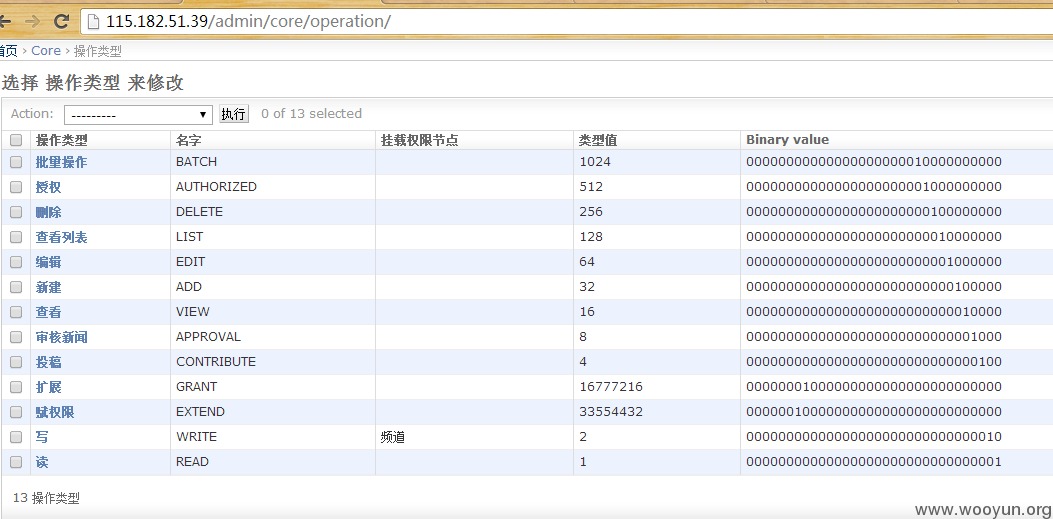 115.182.51.39/admin/core/operation/
首页 › Core › 操作类型
选择 操作类型 来修改
Action: --------- 执行 0 of 13 selected
操作类型 名字 挂载权限节点 类型值 Binary value
批量操作 BATCH 1024 00000000000000000000010000000000
授权 AUTHORIZED 512 00000000000000000000001000000000
删除 DELETE 256 00000000000000000000000100000000
查看列表 LIST 128 00000000000000000000000010000000
编辑 EDIT 64 00000000000000000000000001000000
新建 ADD 32 00000000000000000000000000100000
查看 VIEW 16 00000000000000000000000000010000
审核新闻 APPROVAL 8 00000000000000000000000000001000
投稿 CONTRIBUTE 4 00000000000000000000000000000100
扩展 GRANT 16777216 00000001000000000000000000000000
赋权限 EXTEND 33554432 00000010000000000000000000000000
写 WRITE 频道 2 00000000000000000000000000000010
读 READ 1 00000000000000000000000000000001
13 操作类型
www.wooyun.org